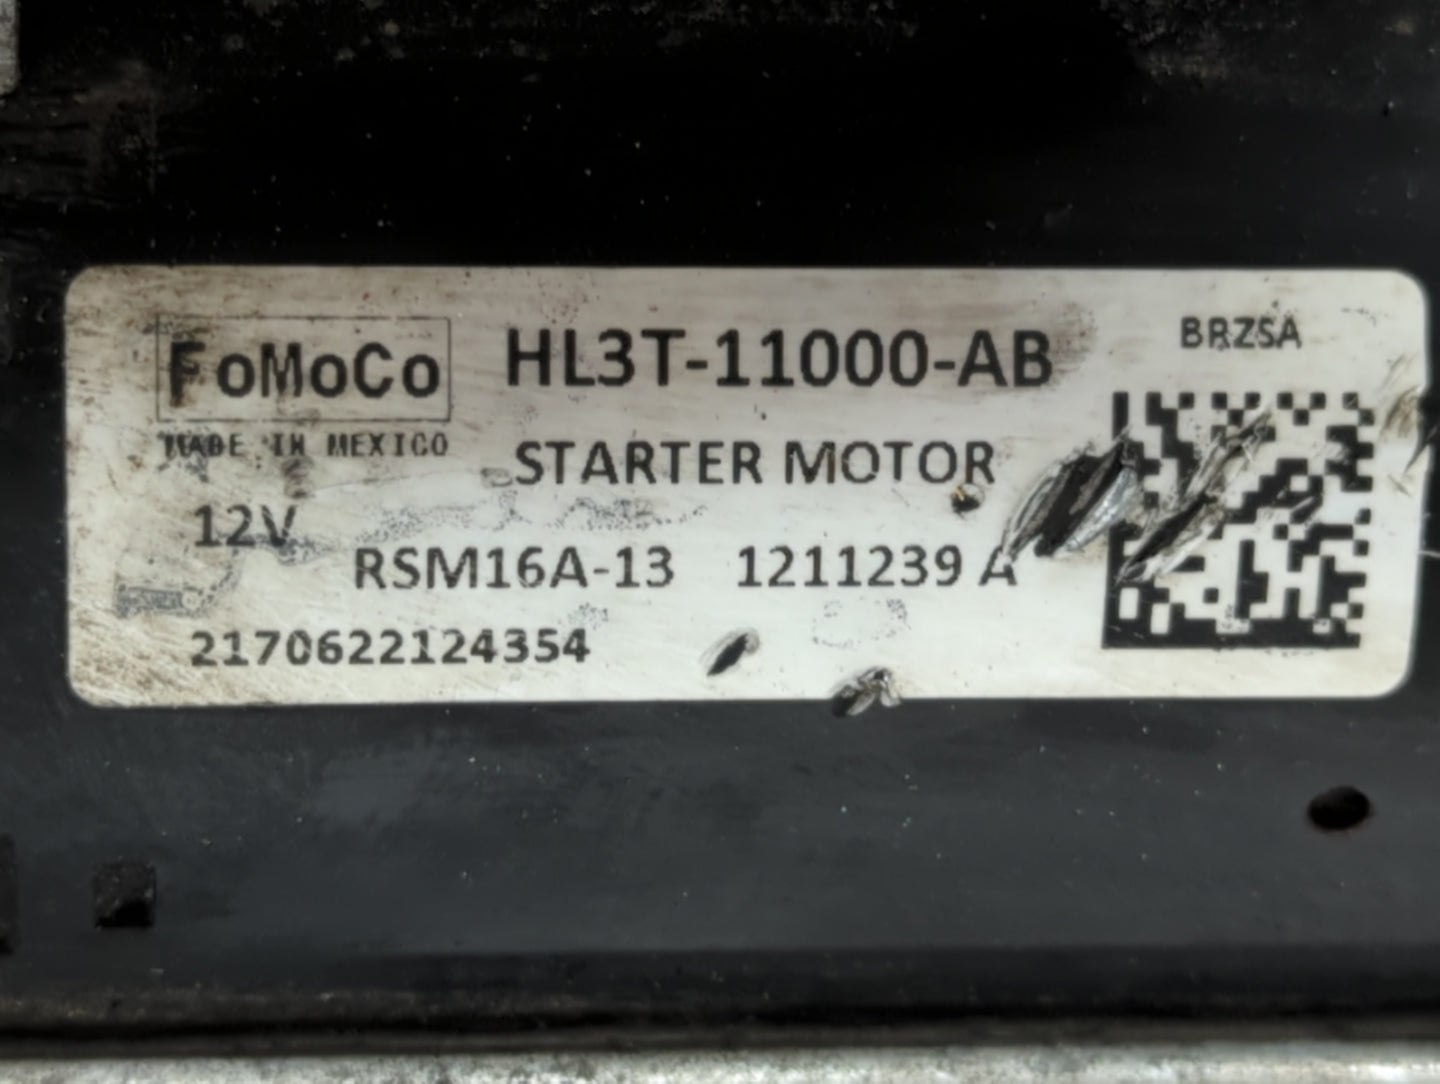 FoMoCo
MADE IN MEXICO
HL3T-11000-AB
BRZSA
STARTER MOTOR
12V
RSM16A-13 1211239 A
2170622124354